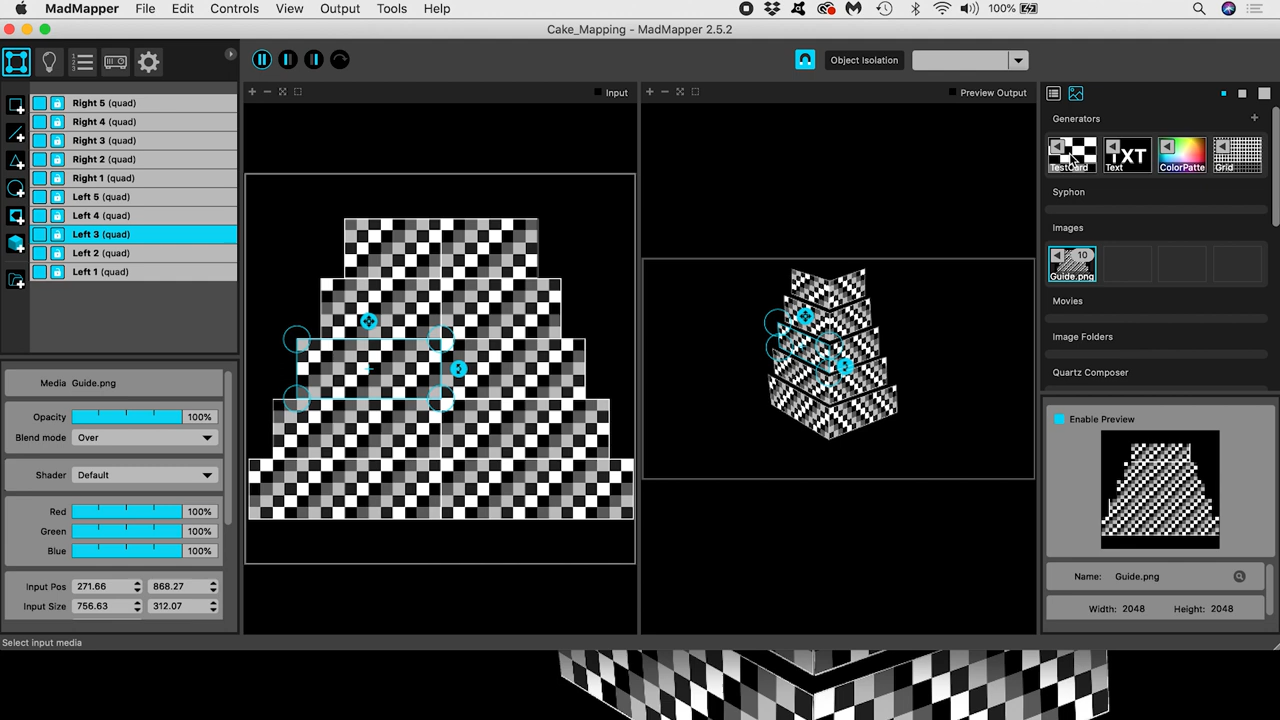 MadMapper File Edit Controls View Output Tools Help 100%
Cake_Mapping - MadMapper 2.5.2
Object Isolation
Input
Preview Output
Right 5 (quad)
Right 4 (quad)
Right 3 (quad)
Right 2 (quad)
Right 1 (quad)
Left 5 (quad)
Left 4 (quad)
Left 3 (quad)
Left 2 (quad)
Left 1 (quad)
Media Guide.png
Opacity 100%
Blend mode Over
Shader Default
Red 100%
Green 100%
Blue 100%
Input Pos 271.66 868.27
Input Size 756.63 312.07
Select input media
Generators
TXT
TestCard Text ColorPatte Grid
Syphon
Images
10
Guide.png
Movies
Image Folders
Quartz Composer
Enable Preview
Name: Guide.png
Width: 2048 Height: 2048